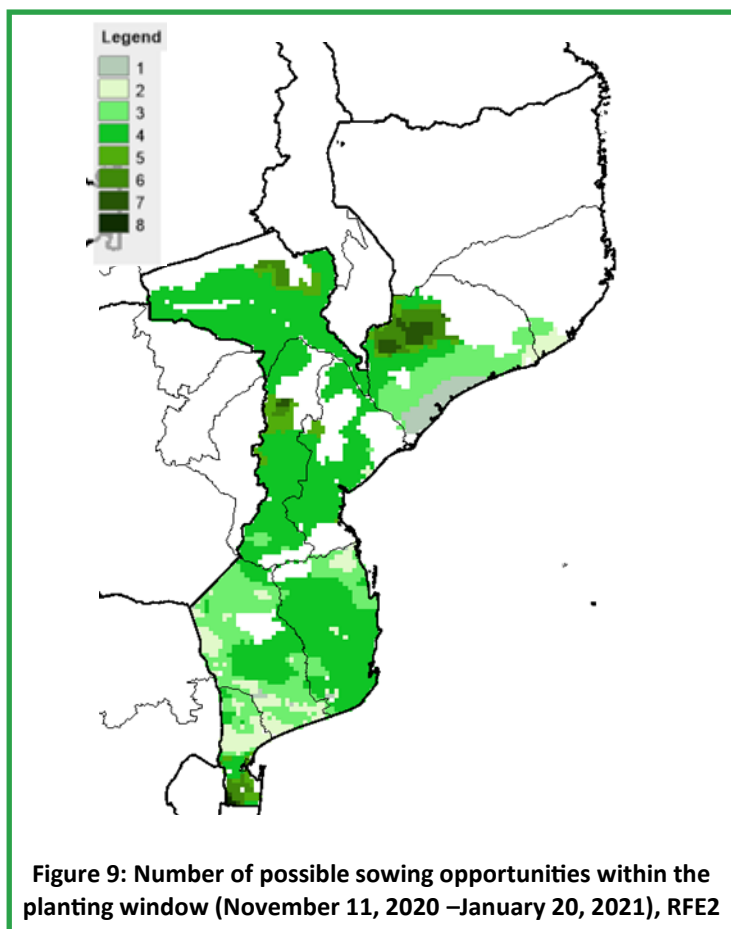 Legend
1
2
3
4
5
6
7
8
Figure 9: Number of possible sowing opportunities within the
planting window (November 11, 2020 –January 20, 2021), RFE2